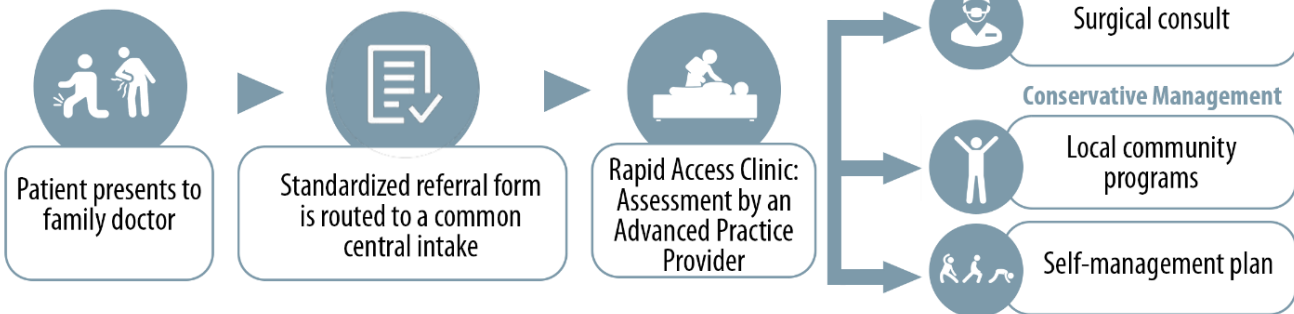 Patient presents to
family doctor
Standardized referral form
is routed to a common
central intake
Rapid Access Clinic:
Assessment by an
Advanced Practice
Provider
Surgical consult
Conservative Management
Local community
programs
Self-management plan